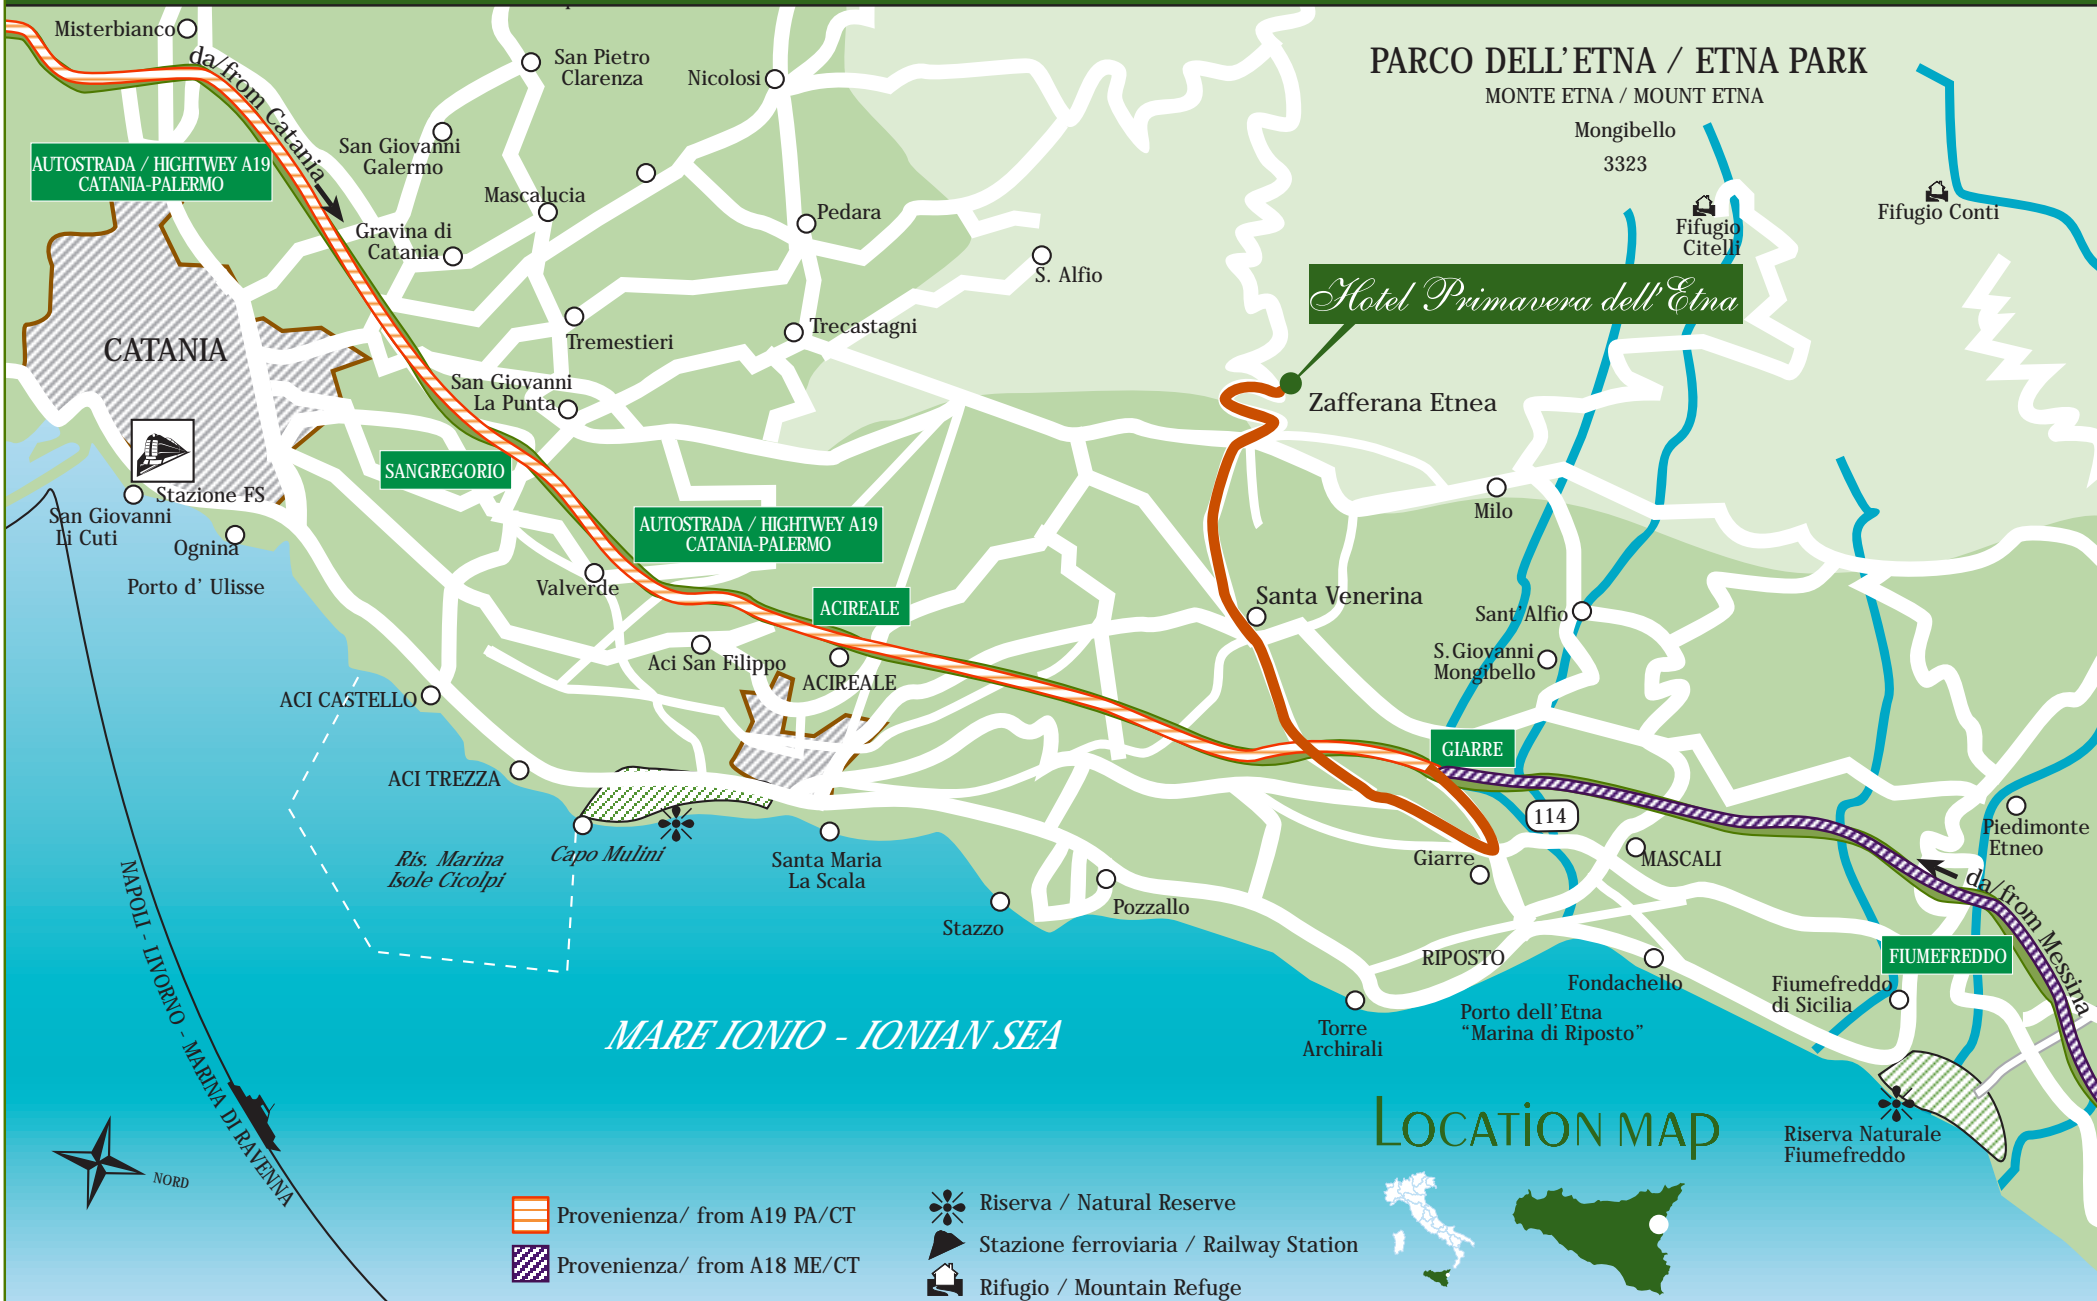 Misterbianco
da/from Catania
San Pietro
Clarenza
Nicolosi
PARCO DELL'ETNA / ETNA PARK
MONTE ETNA / MOUNT ETNA
Mongibello
3323
AUTOSTRADA / HIGHTWEY A19
CATANIA-PALERMO
San Giovanni
Galermo
Mascalucia
Pedara
Fifugio
Citelli
Fifugio Conti
Gravina di
Catania
S. Alfio
Hotel Primavera dell'Etna
CATANIA
Tremestieri
Trecastagni
San Giovanni
La Punta
Zafferana Etnea
SANGREGORIO
Stazione FS
San Giovanni
Li Cuti
Ognina
Porto d' Ulisse
AUTOSTRADA / HIGHTWEY A19
CATANIA-PALERMO
Milo
Valverde
ACIREALE
Santa Venerina
Sant'Alfio
Aci San Filippo
ACIREALE
S.Giovanni
Mongibello
ACI CASTELLO
GIARRE
ACI TREZZA
114
Piedimonte
Etneo
Ris. Marina
Isole Cicolpi
Capo Mulini
Santa Maria
La Scala
Giarre
MASCALI
da/from Messina
Stazzo
Pozzallo
NAPOLI - LIVORNO - MARINA DI RAVENNA
RIPOSTO
Fondachello
FIUMEFREDDO
Fiumefreddo
di Sicilia
Torre
Archirali
Porto dell'Etna
"Marina di Riposto"
MARE IONIO - IONIAN SEA
LOCATION MAP
Riserva Naturale
Fiumefreddo
NORD
Provenienza/ from A19 PA/CT
Provenienza/ from A18 ME/CT
Riserva / Natural Reserve
Stazione ferroviaria / Railway Station
Rifugio / Mountain Refuge